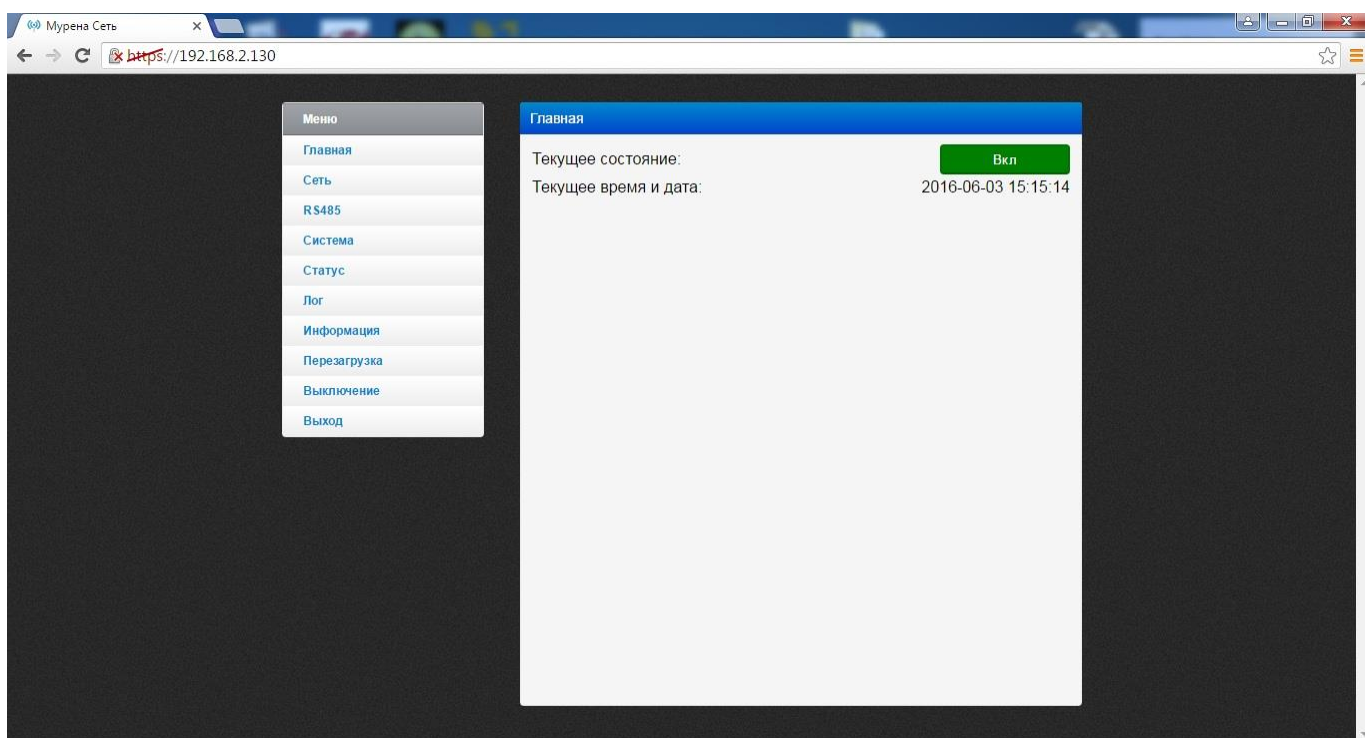 Мурена Сеть
https://192.168.2.130
Меню
Главная
Сеть
RS485
Система
Статус
Лог
Информация
Перезагрузка
Выключение
Выход
Главная
Текущее состояние: Вкл
Текущее время и дата: 2016-06-03 15:15:14